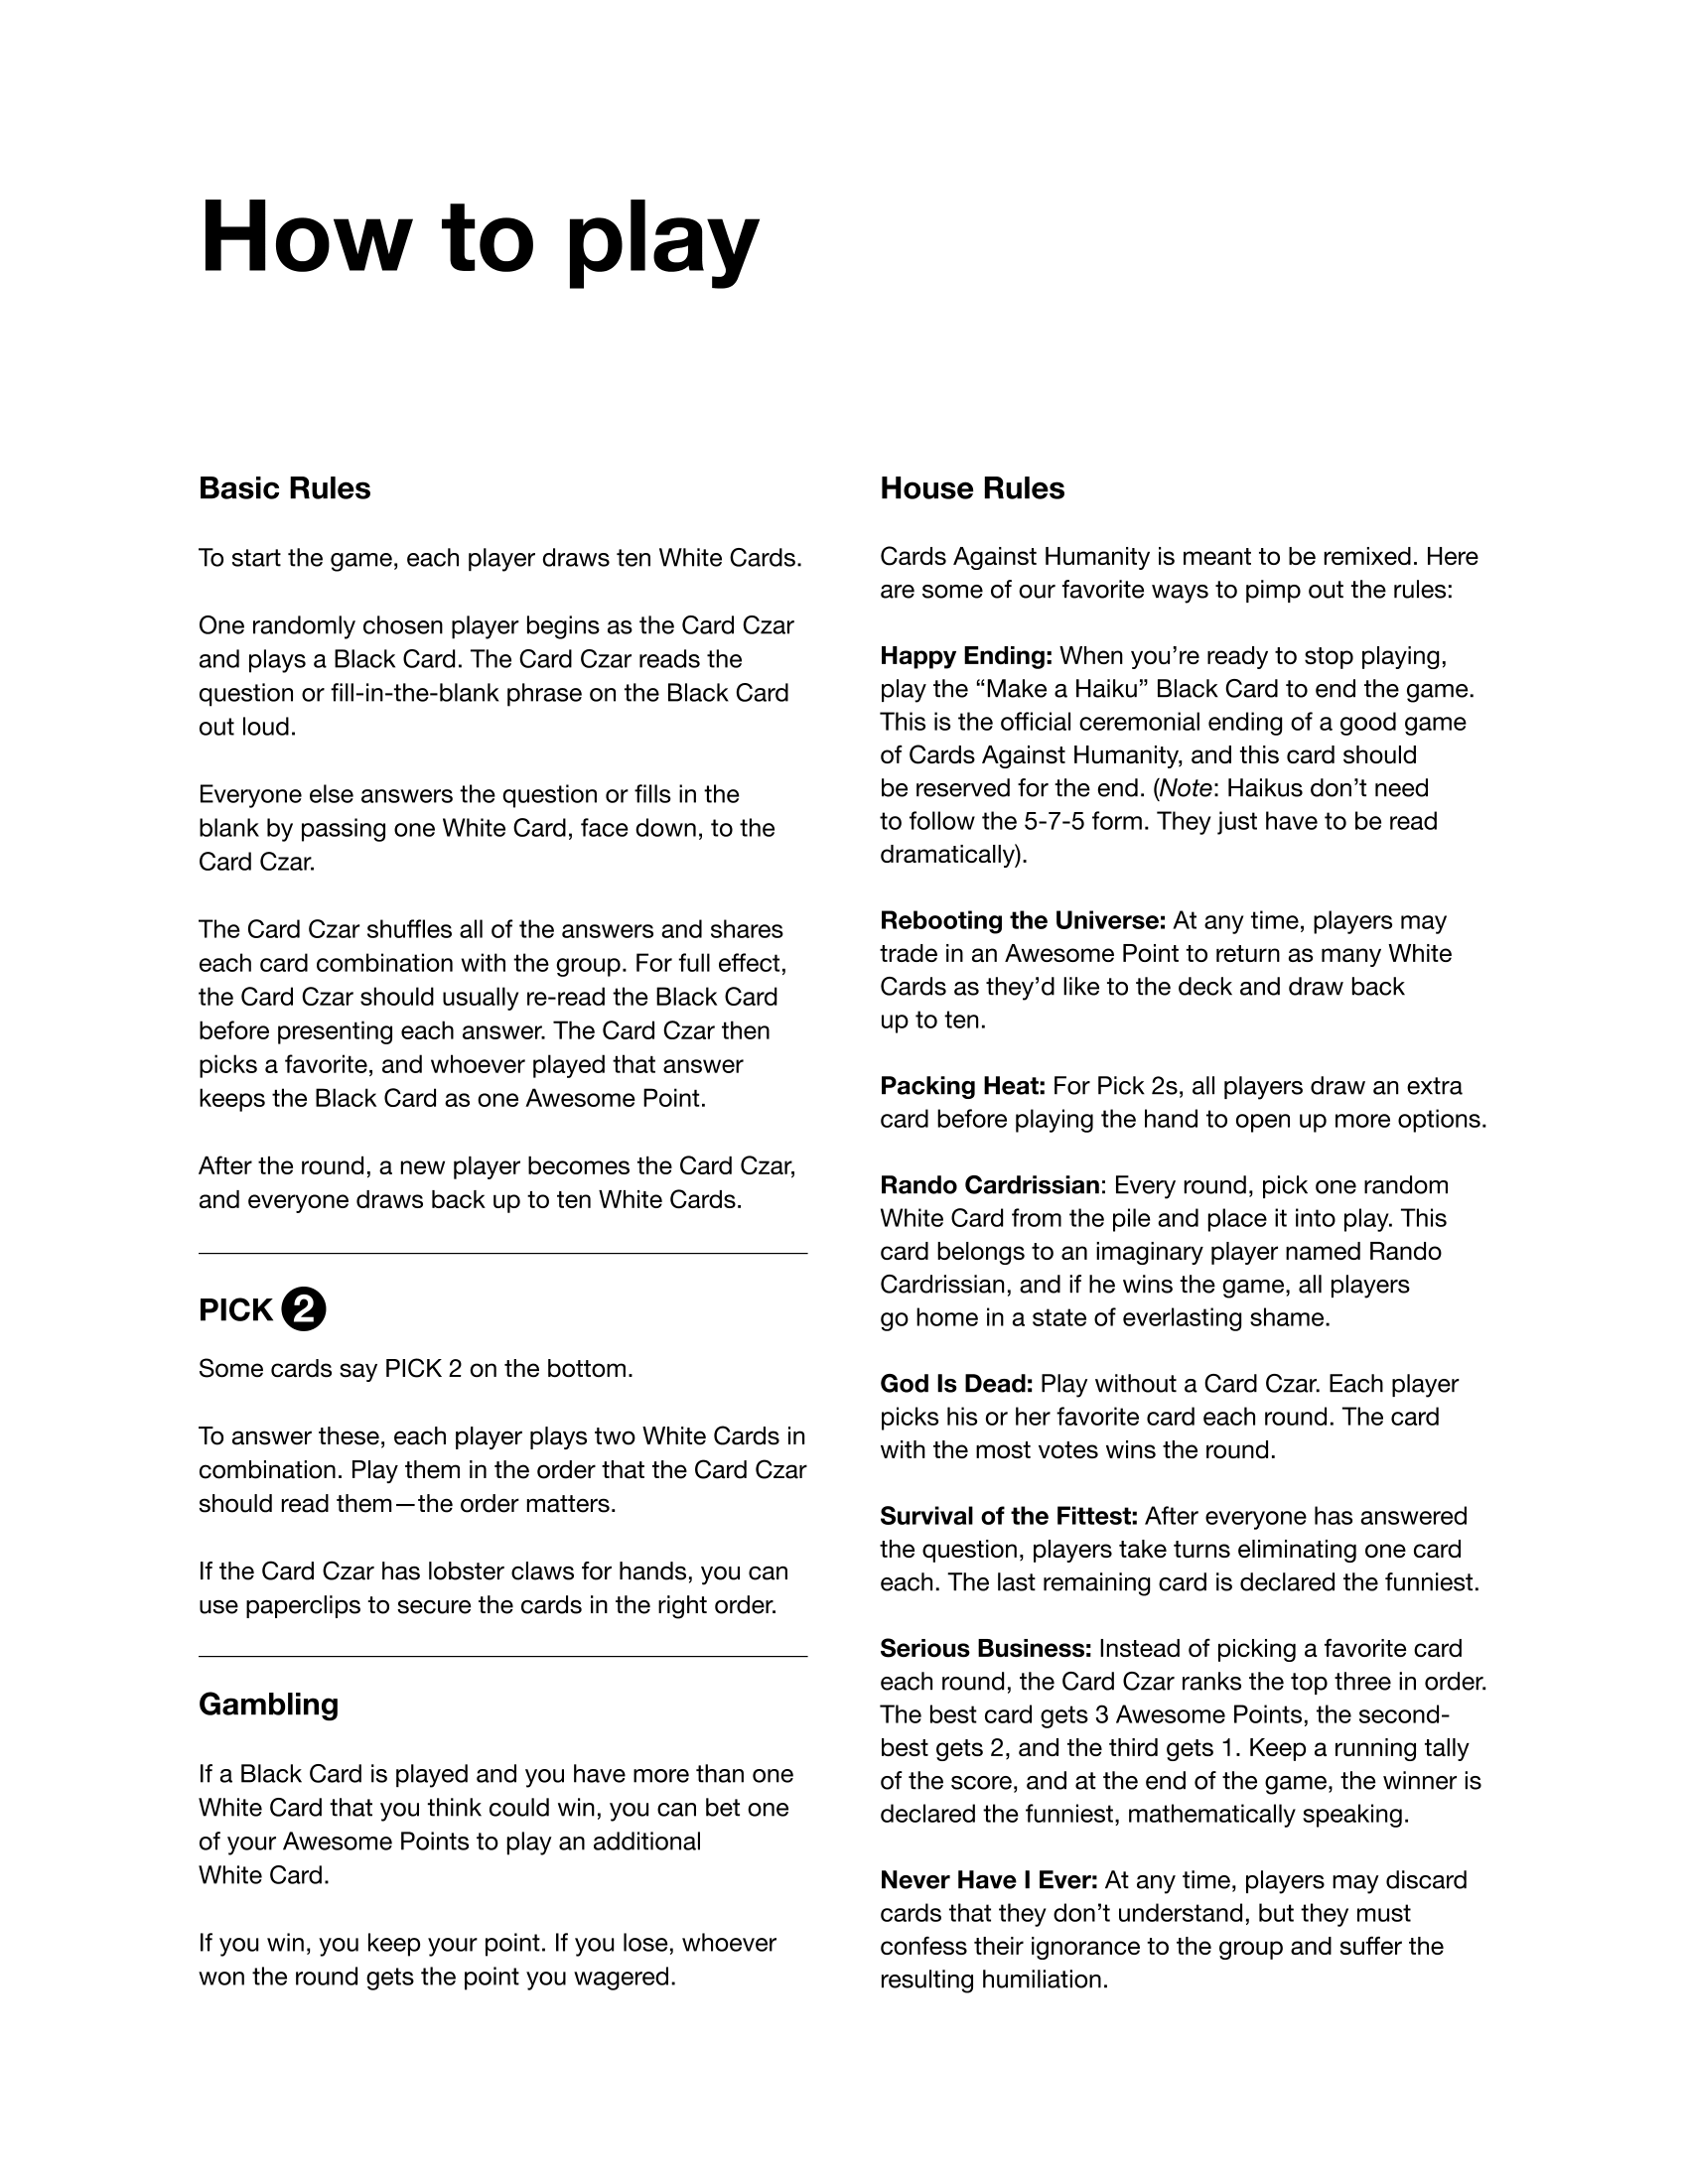 How to play
Basic Rules
To start the game, each player draws ten White Cards.
One randomly chosen player begins as the Card Czar
and plays a Black Card. The Card Czar reads the
question or fill-in-the-blank phrase on the Black Card
out loud.
Everyone else answers the question or fills in the
blank by passing one White Card, face down, to the
Card Czar.
The Card Czar shuffles all of the answers and shares
each card combination with the group. For full effect,
the Card Czar should usually re-read the Black Card
before presenting each answer. The Card Czar then
picks a favorite, and whoever played that answer
keeps the Black Card as one Awesome Point.
After the round, a new player becomes the Card Czar,
and everyone draws back up to ten White Cards.
PICK 2
Some cards say PICK 2 on the bottom.
To answer these, each player plays two White Cards in
combination. Play them in the order that the Card Czar
should read them—the order matters.
If the Card Czar has lobster claws for hands, you can
use paperclips to secure the cards in the right order.
Gambling
If a Black Card is played and you have more than one
White Card that you think could win, you can bet one
of your Awesome Points to play an additional
White Card.
If you win, you keep your point. If you lose, whoever
won the round gets the point you wagered.
House Rules
Cards Against Humanity is meant to be remixed. Here
are some of our favorite ways to pimp out the rules:
Happy Ending: When you’re ready to stop playing,
play the “Make a Haiku” Black Card to end the game.
This is the official ceremonial ending of a good game
of Cards Against Humanity, and this card should
be reserved for the end. (Note: Haikus don’t need
to follow the 5-7-5 form. They just have to be read
dramatically).
Rebooting the Universe: At any time, players may
trade in an Awesome Point to return as many White
Cards as they’d like to the deck and draw back
up to ten.
Packing Heat: For Pick 2s, all players draw an extra
card before playing the hand to open up more options.
Rando Cardrissian: Every round, pick one random
White Card from the pile and place it into play. This
card belongs to an imaginary player named Rando
Cardrissian, and if he wins the game, all players
go home in a state of everlasting shame.
God Is Dead: Play without a Card Czar. Each player
picks his or her favorite card each round. The card
with the most votes wins the round.
Survival of the Fittest: After everyone has answered
the question, players take turns eliminating one card
each. The last remaining card is declared the funniest.
Serious Business: Instead of picking a favorite card
each round, the Card Czar ranks the top three in order.
The best card gets 3 Awesome Points, the second-
best gets 2, and the third gets 1. Keep a running tally
of the score, and at the end of the game, the winner is
declared the funniest, mathematically speaking.
Never Have I Ever: At any time, players may discard
cards that they don’t understand, but they must
confess their ignorance to the group and suffer the
resulting humiliation.